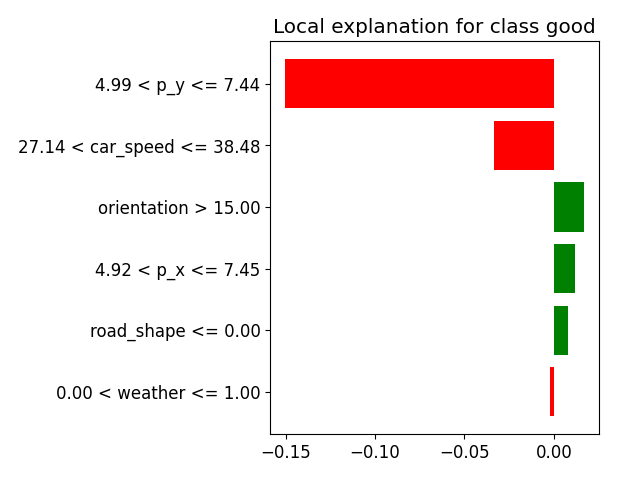 Local explanation for class good
4.99 < p_y <= 7.44
27.14 < car_speed <= 38.48
orientation > 15.00
4.92 < p_x <= 7.45
road_shape <= 0.00
0.00 < weather <= 1.00
−0.15 −0.10 −0.05 0.00